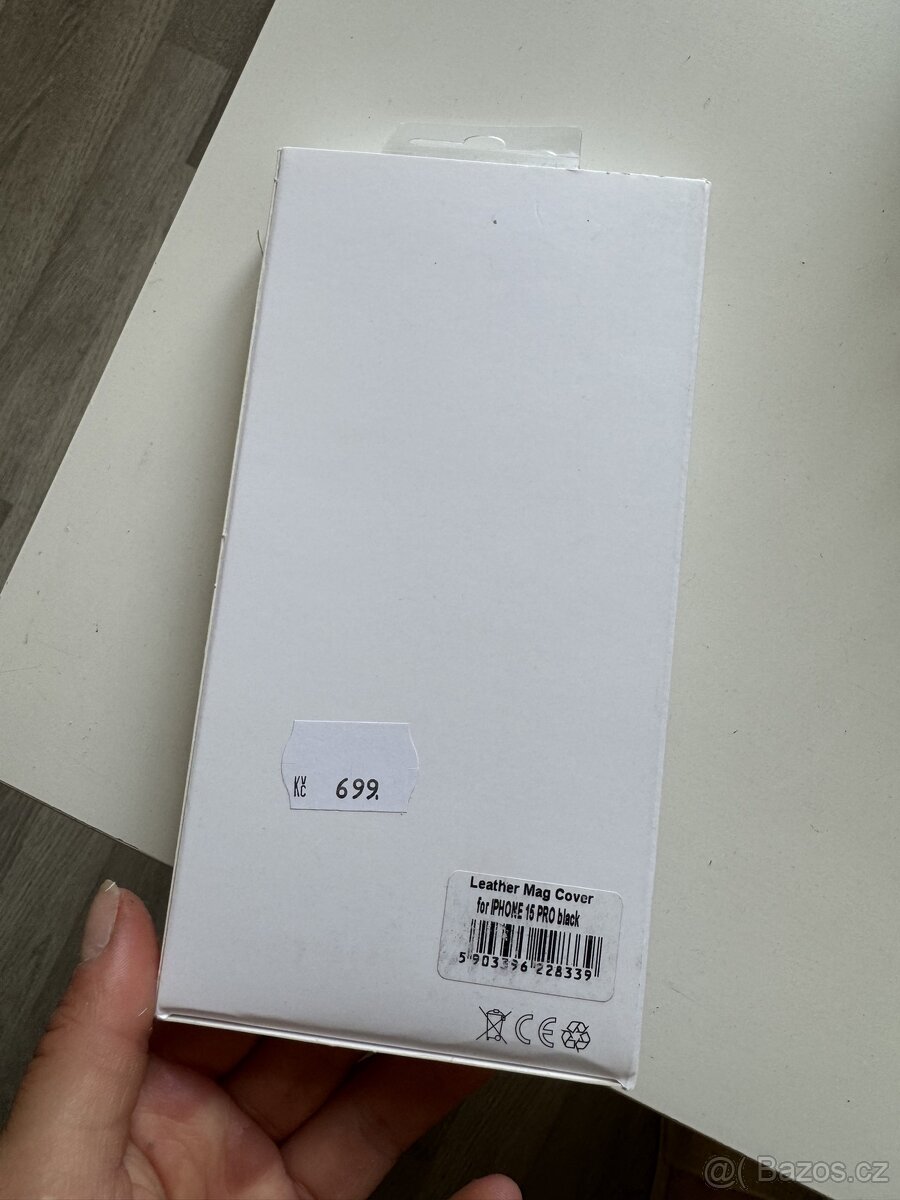 Kč 699.
Leather Mag Cover
for IPHONE 15 PRO black
5 903396 228339
CE
@( Bazos.cz